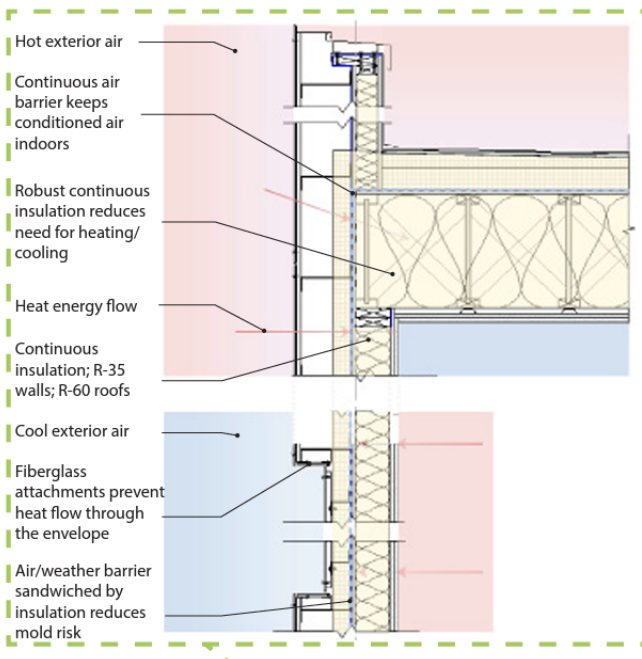 Hot exterior air
Continuous air
barrier keeps
conditioned air
indoors
Robust continuous
insulation reduces
need for heating/
cooling
Heat energy flow
Continuous
insulation; R-35
walls; R-60 roofs
Cool exterior air
Fiberglass
attachments prevent
heat flow through
the envelope
Air/weather barrier
sandwiched by
insulation reduces
mold risk